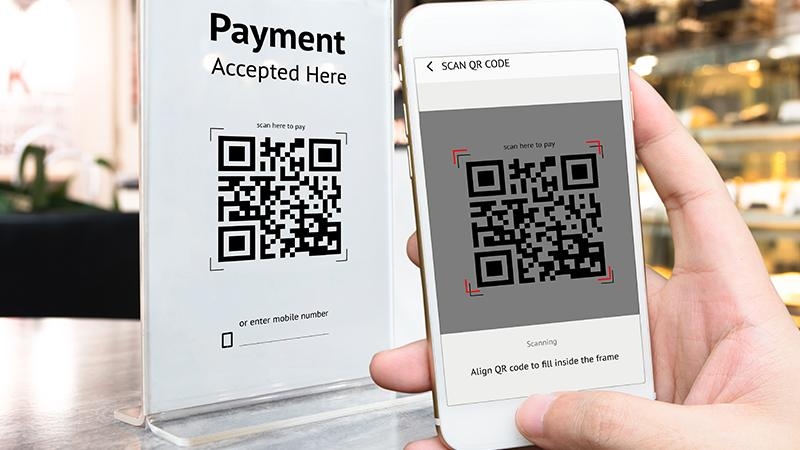 Payment
Accepted Here
scan here to pay
or enter mobile number
SCAN QR CODE
scan here to pay
Scanning
Align QR code to fill inside the frame